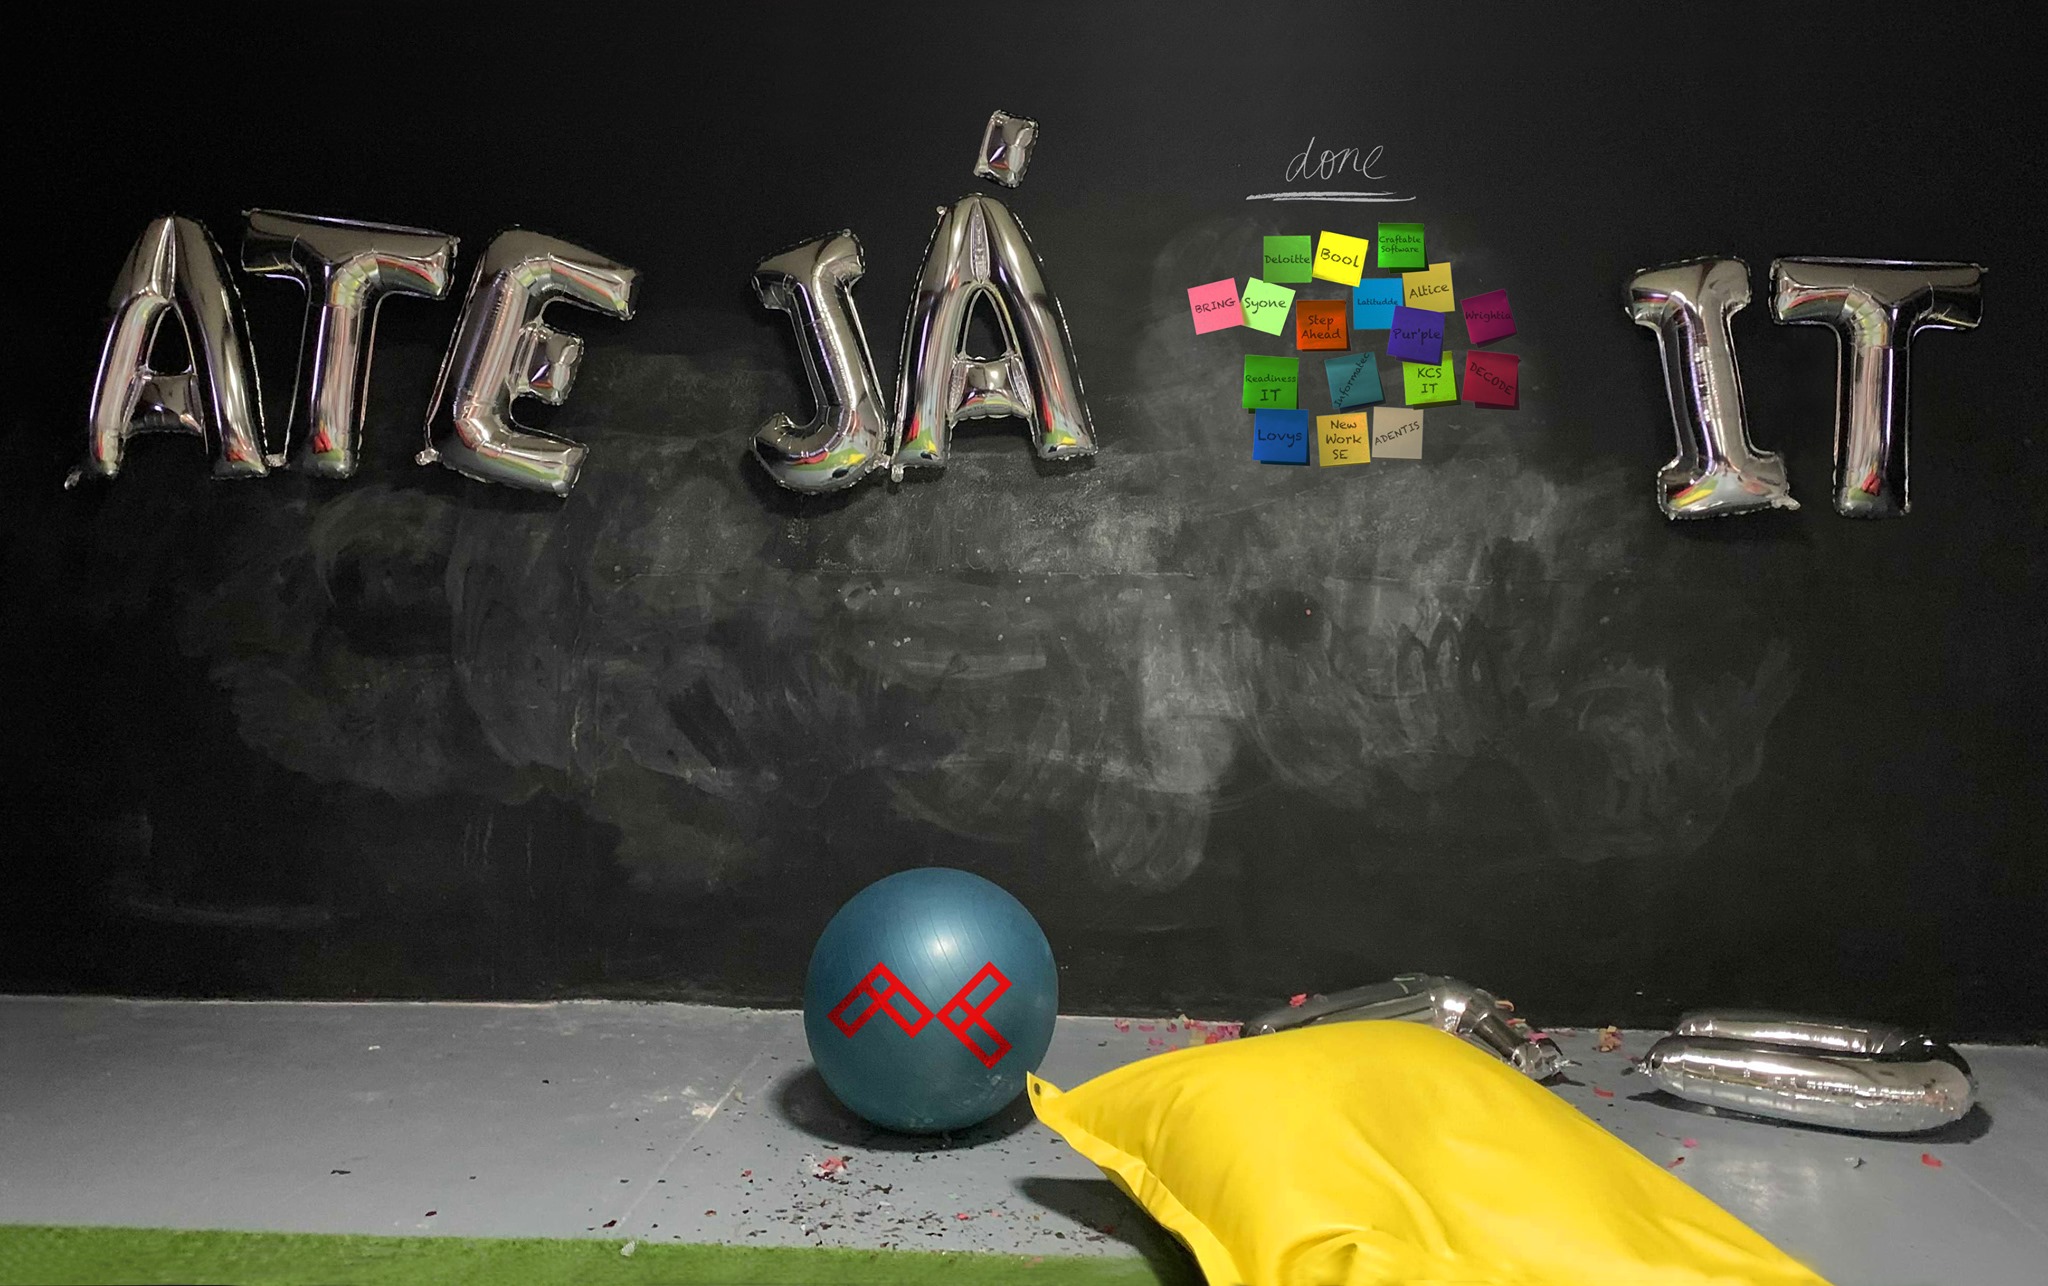 ATE JÁ IT
done
Deloitte
Bool
Craftable
Software
BRING
Syone
Step
Ahead
Latitudde
Altice
Pur'ple
Wrightia
Readiness
IT
Informalec
KCS
IT
DECODE
Lovys
New
Work
SE
ADENTIS